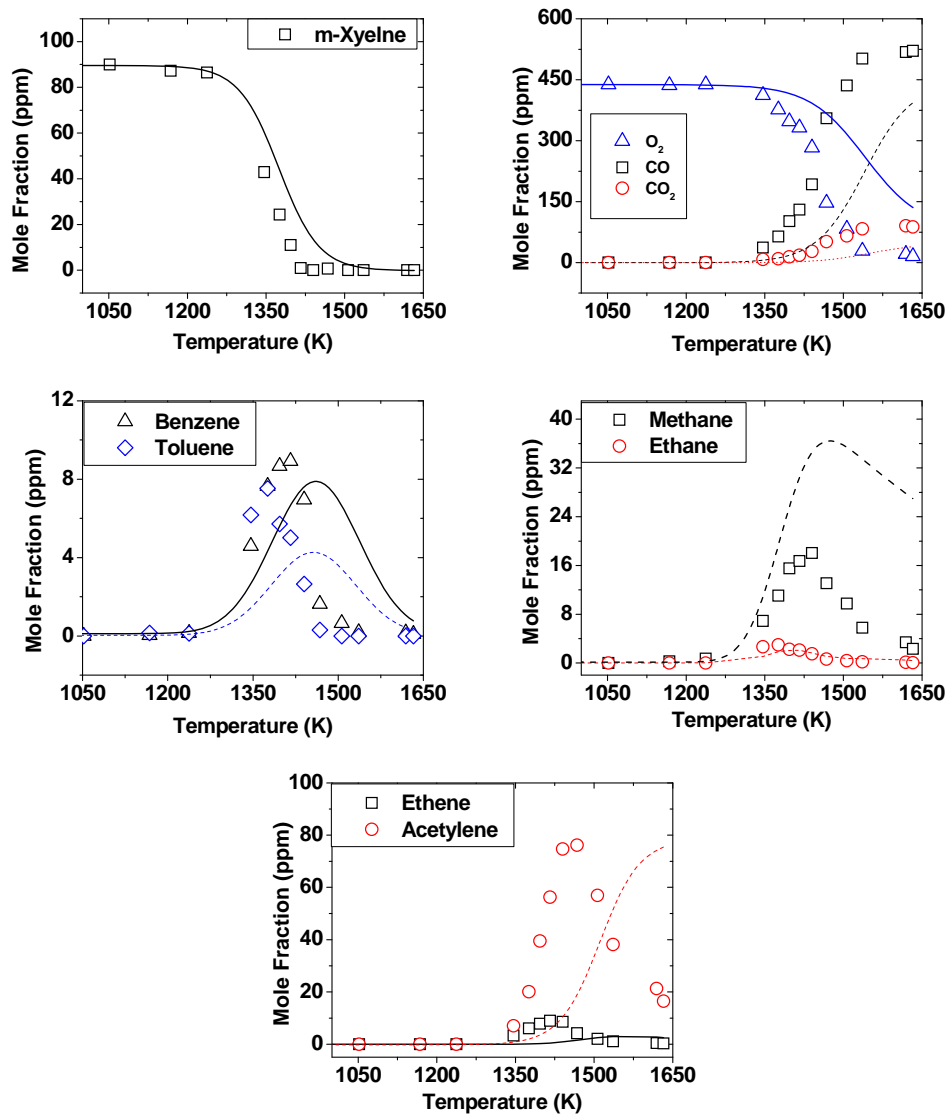 m-Xyelne
Mole Fraction (ppm)
100
80
60
40
20
0
1050 1200 1350 1500 1650
Temperature (K)
O2
CO
CO2
Mole Fraction (ppm)
600
450
300
150
0
1050 1200 1350 1500 1650
Temperature (K)
Benzene
Toluene
Mole Fraction (ppm)
12
8
4
0
1050 1200 1350 1500 1650
Temperature (K)
Methane
Ethane
Mole Fraction (ppm)
40
32
24
16
8
0
1050 1200 1350 1500 1650
Temperature (K)
Ethene
Acetylene
Mole Fraction (ppm)
100
80
60
40
20
0
1050 1200 1350 1500 1650
Temperature (K)